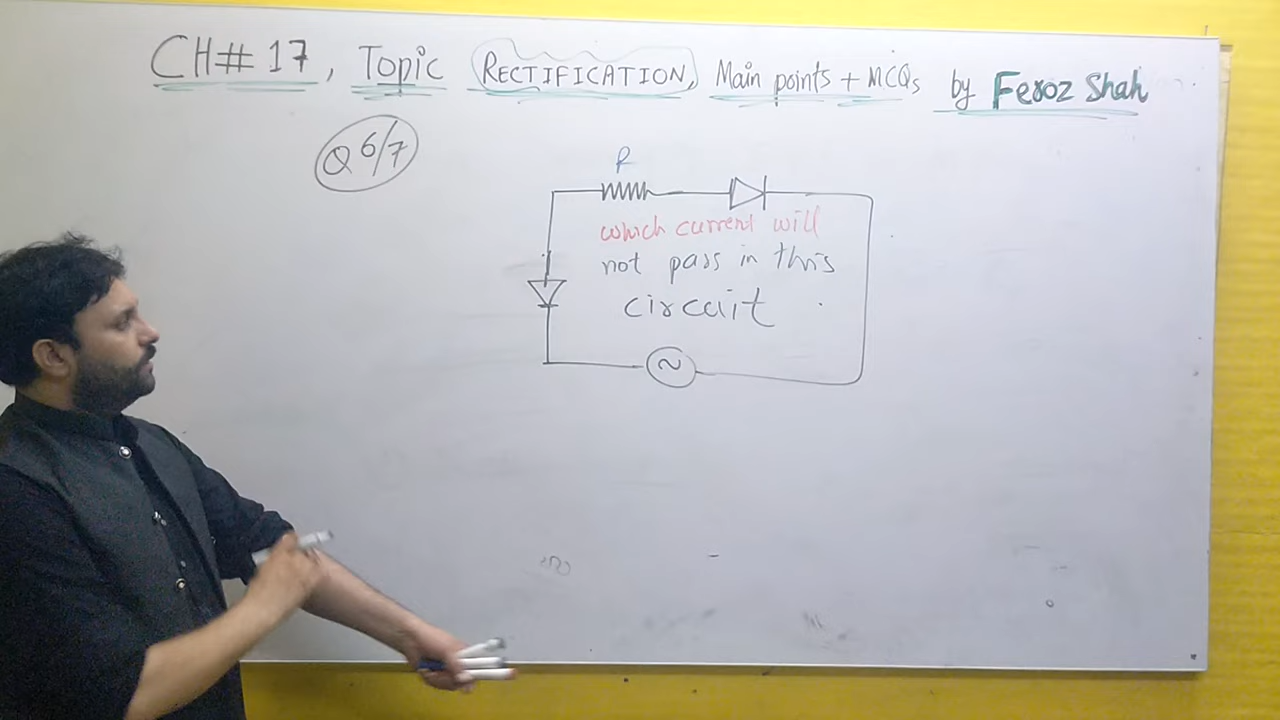 CH# 17, Topic RECTIFICATION, Main points + MCQs by Feroz Shah
Q 6/7
R
which current will
not pass in this
circuit